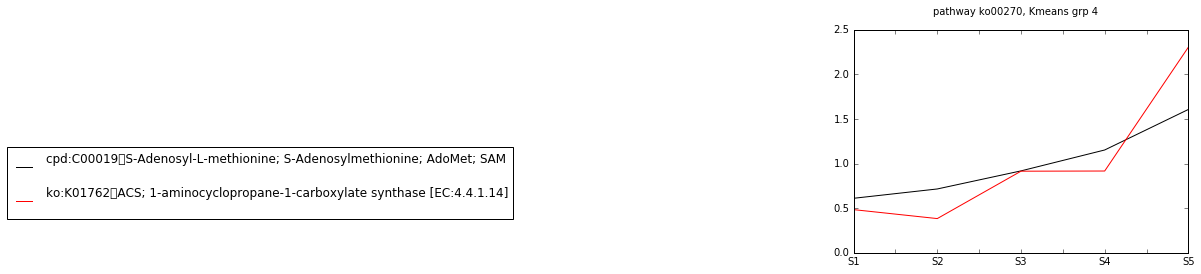 pathway ko00270, Kmeans grp 4
2.5
2.0
1.5
1.0
0.5
0.0
S1 S2 S3 S4 S5
cpd:C00019▯S-Adenosyl-L-methionine; S-Adenosylmethionine; AdoMet; SAM
ko:K01762▯ACS; 1-aminocyclopropane-1-carboxylate synthase [EC:4.4.1.14]